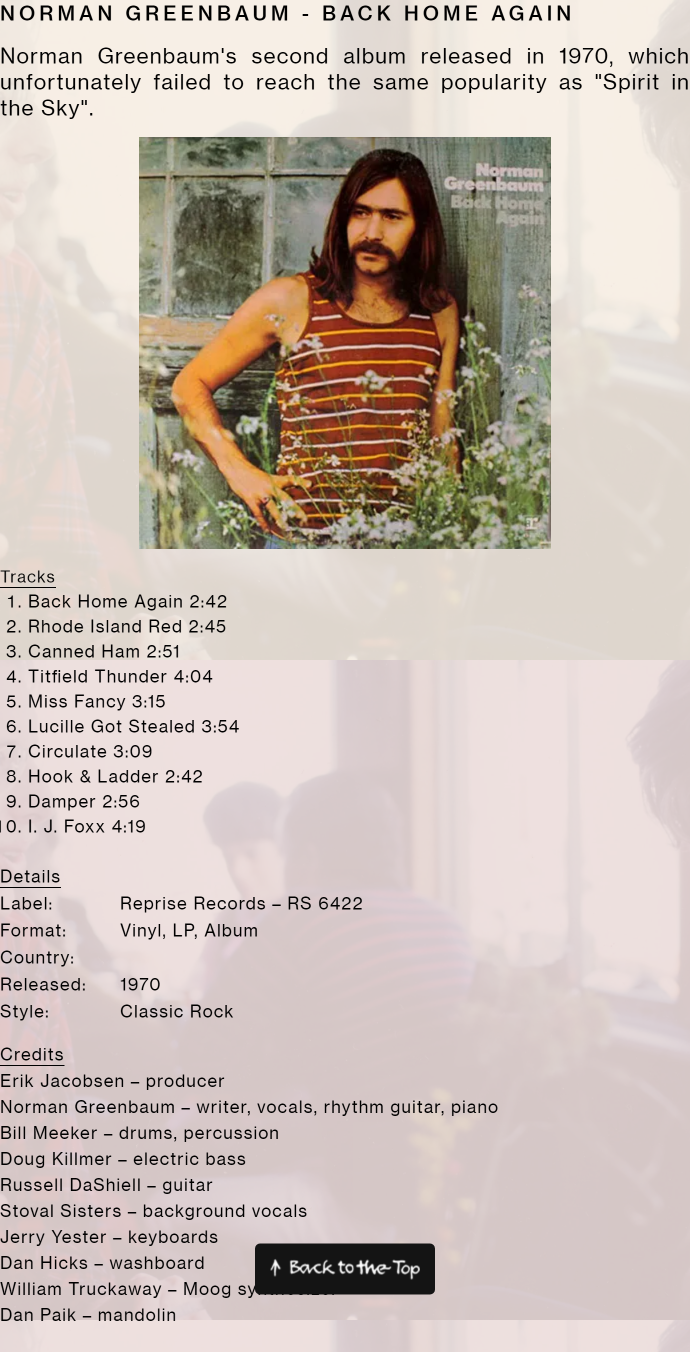 NORMAN GREENBAUM - BACK HOME AGAIN
Norman Greenbaum's second album released in 1970, which
unfortunately failed to reach the same popularity as "Spirit in
the Sky".
Norman
Greenbaum
Back Home
Again
Tracks
1. Back Home Again 2:42
2. Rhode Island Red 2:45
3. Canned Ham 2:51
4. Titfield Thunder 4:04
5. Miss Fancy 3:15
6. Lucille Got Stealed 3:54
7. Circulate 3:09
8. Hook & Ladder 2:42
9. Damper 2:56
10. I. J. Foxx 4:19
Details
Label: Reprise Records – RS 6422
Format: Vinyl, LP, Album
Country:
Released: 1970
Style: Classic Rock
Credits
Erik Jacobsen – producer
Norman Greenbaum – writer, vocals, rhythm guitar, piano
Bill Meeker – drums, percussion
Doug Killmer – electric bass
Russell DaShiell – guitar
Stoval Sisters – background vocals
Jerry Yester – keyboards
Dan Hicks – washboard
↑ Back to the Top
William Truckaway – Moog
Dan Paik – mandolin